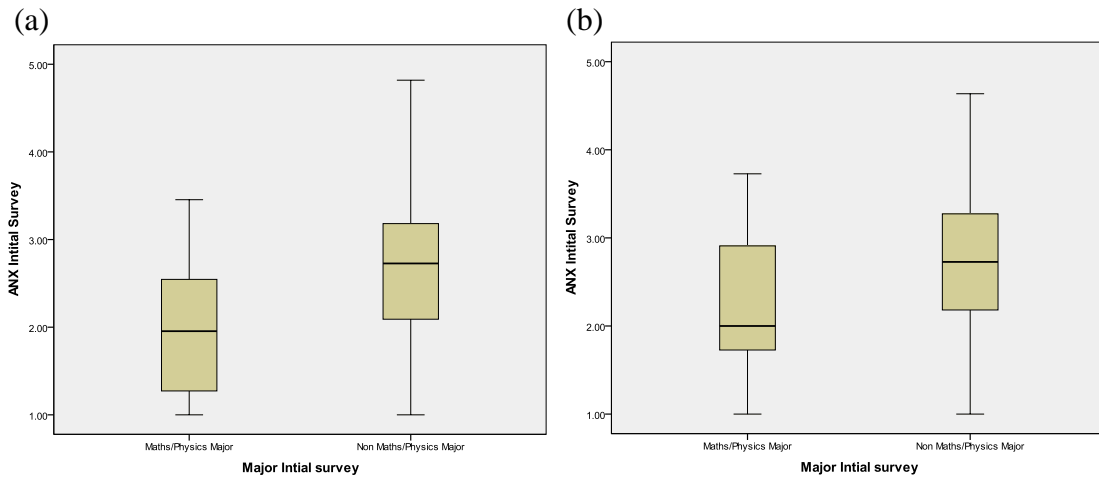 (a)
ANX Intital Survey
5.00
4.00
3.00
2.00
1.00
Maths/Physics Major
Non Maths/Physics Major
Major Intial survey
(b)
ANX Intital Survey
5.00
4.00
3.00
2.00
1.00
Maths/Physics Major
Non Maths/Physics Major
Major Intial survey